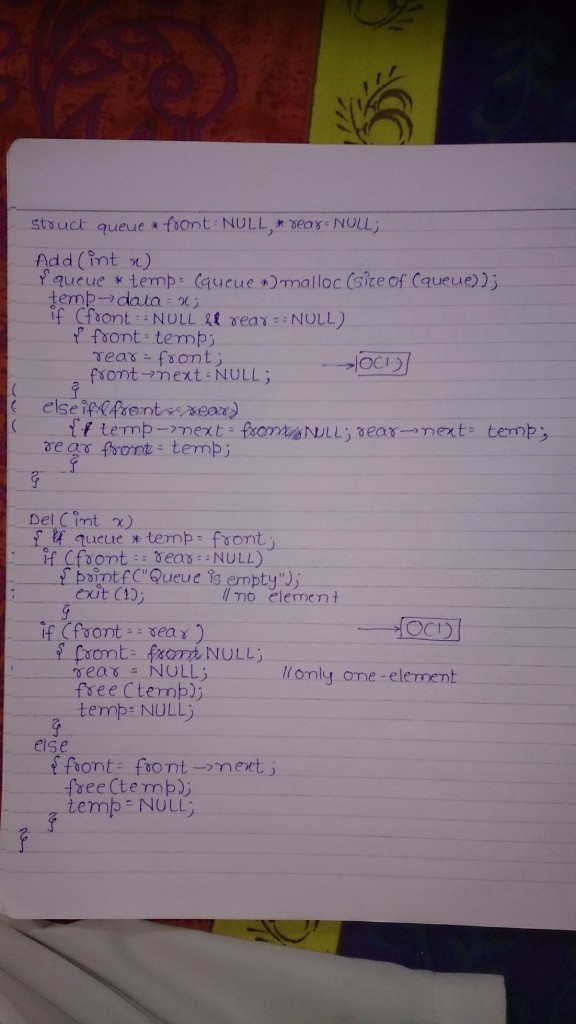 struct queue * front = NULL, * rear = NULL;
Add (int x)
{ queue * temp = (queue *) malloc (size of (queue));
temp → data = x;
if (front == NULL && rear == NULL)
{ front = temp;
rear = front;
front → next = NULL;
→ O(1)
}
else if (front == rear)
{ temp → next = front NULL; rear → next = temp;
rear front = temp;
}
}
Del (int x)
{ queue * temp = front;
if (front == rear == NULL)
{ printf ("Queue is empty");
exit (1); // no element
}
if (front == rear)
→ O(1)
{ front = front NULL;
rear = NULL; // only one-element
free (temp);
temp = NULL;
}
else
{ front = front → next;
free (temp);
temp = NULL;
}
}